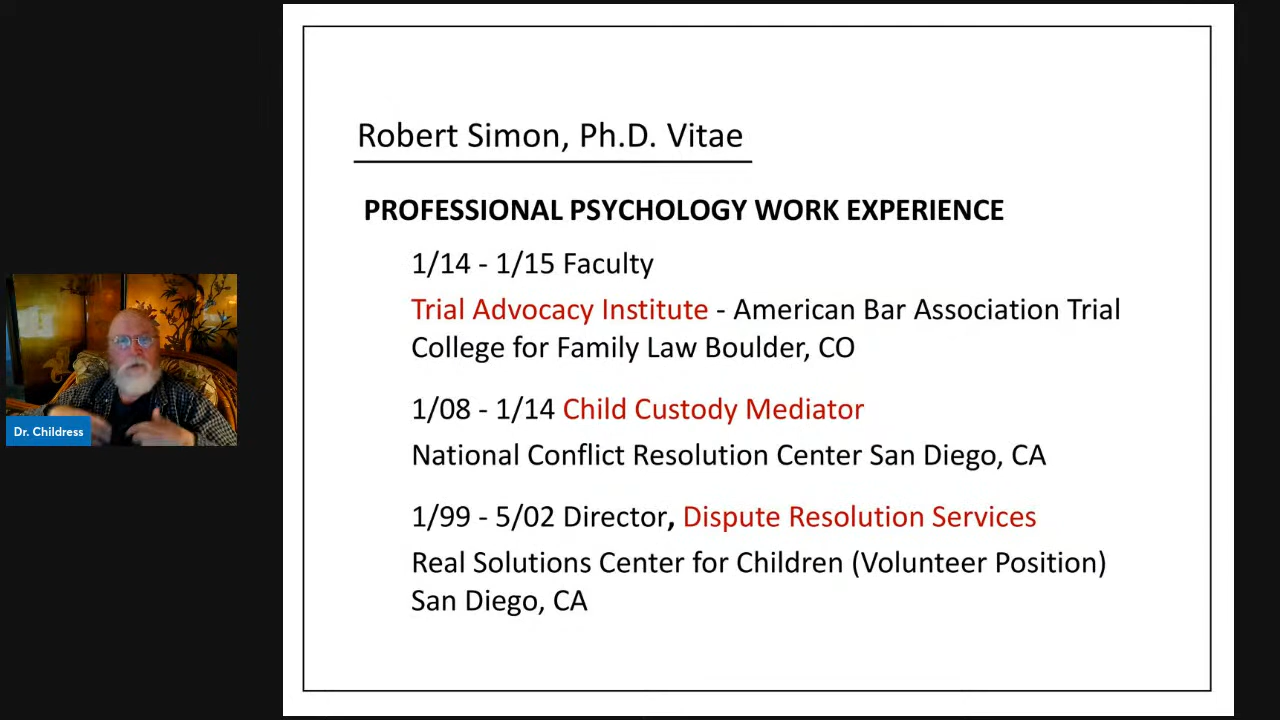 Robert Simon, Ph.D. Vitae
PROFESSIONAL PSYCHOLOGY WORK EXPERIENCE
1/14 - 1/15 Faculty
Trial Advocacy Institute - American Bar Association Trial
College for Family Law Boulder, CO
1/08 - 1/14 Child Custody Mediator
National Conflict Resolution Center San Diego, CA
1/99 - 5/02 Director, Dispute Resolution Services
Real Solutions Center for Children (Volunteer Position)
San Diego, CA
Dr. Childress